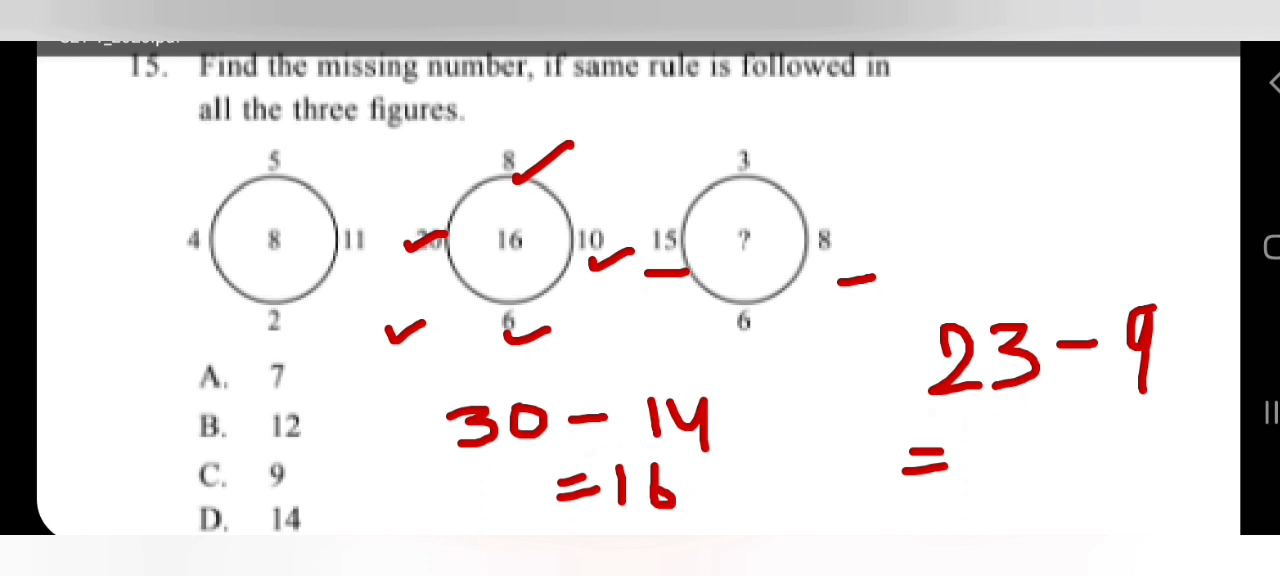 15. Find the missing number, if same rule is followed in
all the three figures.
5 8 3
4 8 11 20 16 10 15 ? 8
2 6 6
A. 7
B. 12
C. 9
D. 14
30 - 14
= 16
23 - 9
=